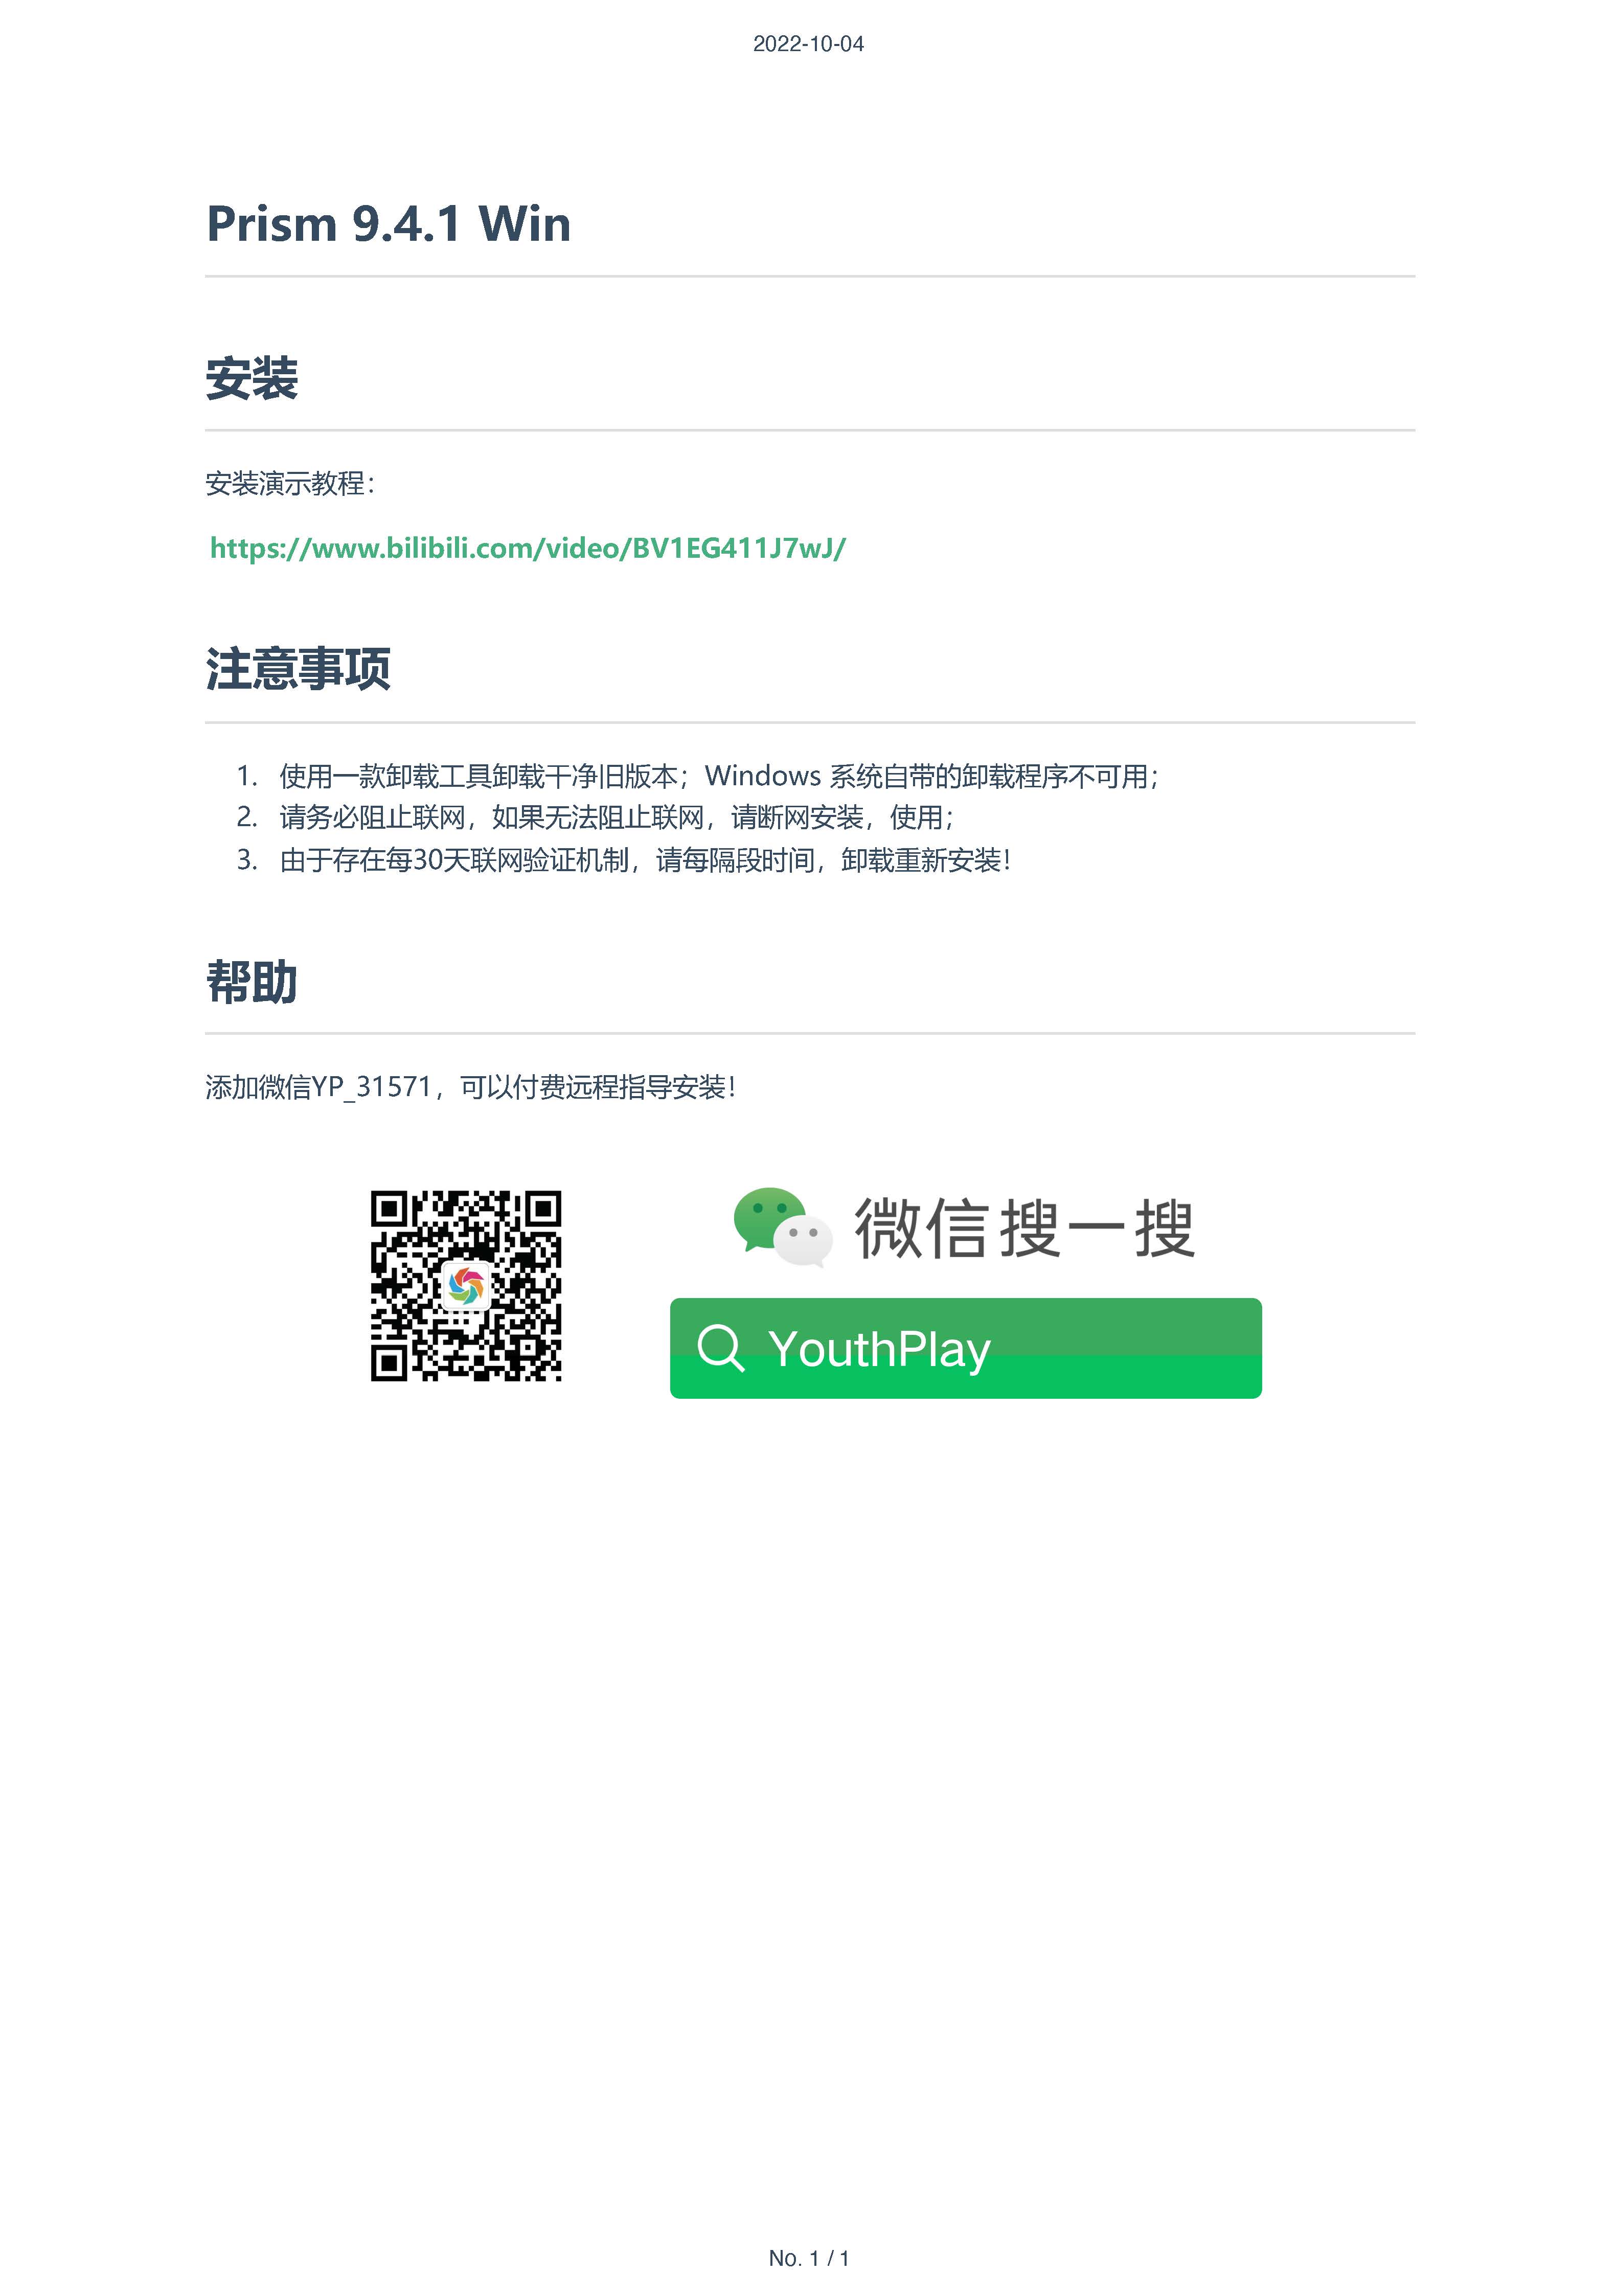 2022-10-04
Prism 9.4.1 Win
安装
安装演示教程：
https://www.bilibili.com/video/BV1EG411J7wJ/
注意事项
1. 使用一款卸载工具卸载干净旧版本；Windows 系统自带的卸载程序不可用；
2. 请务必阻止联网，如果无法阻止联网，请断网安装，使用；
3. 由于存在每30天联网验证机制，请每隔段时间，卸载重新安装！
帮助
添加微信YP_31571，可以付费远程指导安装！
微信搜一搜
YouthPlay
No. 1 / 1